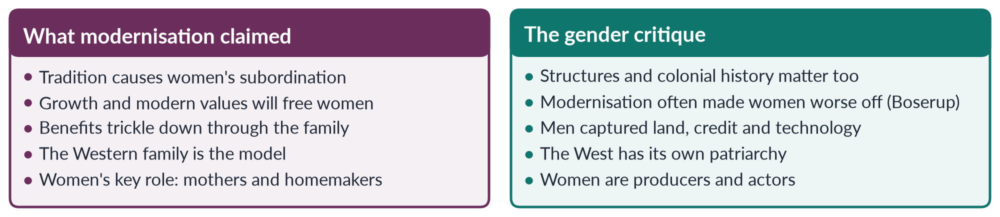 What modernisation claimed
• Tradition causes women's subordination
• Growth and modern values will free women
• Benefits trickle down through the family
• The Western family is the model
• Women's key role: mothers and homemakers
The gender critique
• Structures and colonial history matter too
• Modernisation often made women worse off (Boserup)
• Men captured land, credit and technology
• The West has its own patriarchy
• Women are producers and actors